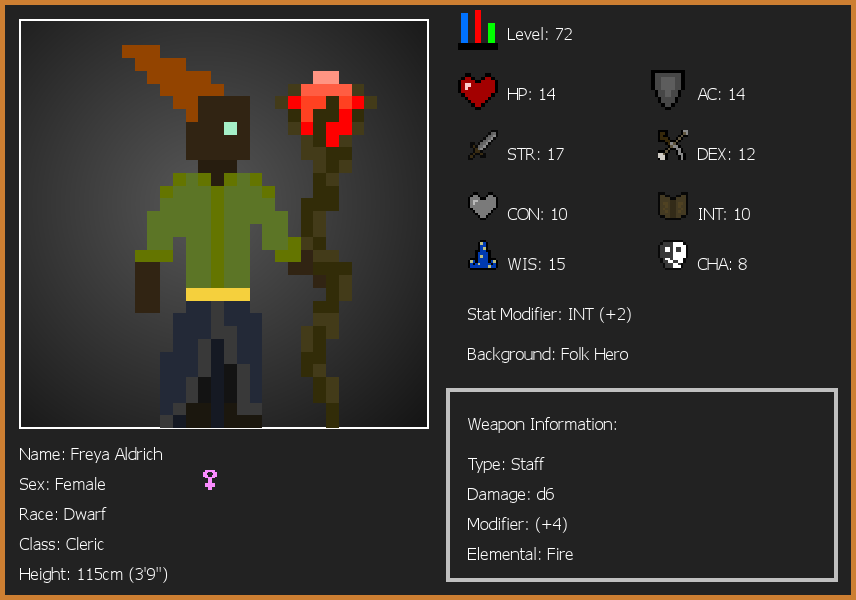 Level: 72
HP: 14
AC: 14
STR: 17
DEX: 12
CON: 10
INT: 10
WIS: 15
CHA: 8
Stat Modifier: INT (+2)
Background: Folk Hero
Weapon Information:
Type: Staff
Damage: d6
Modifier: (+4)
Elemental: Fire
Name: Freya Aldrich
Sex: Female
Race: Dwarf
Class: Cleric
Height: 115cm (3'9")